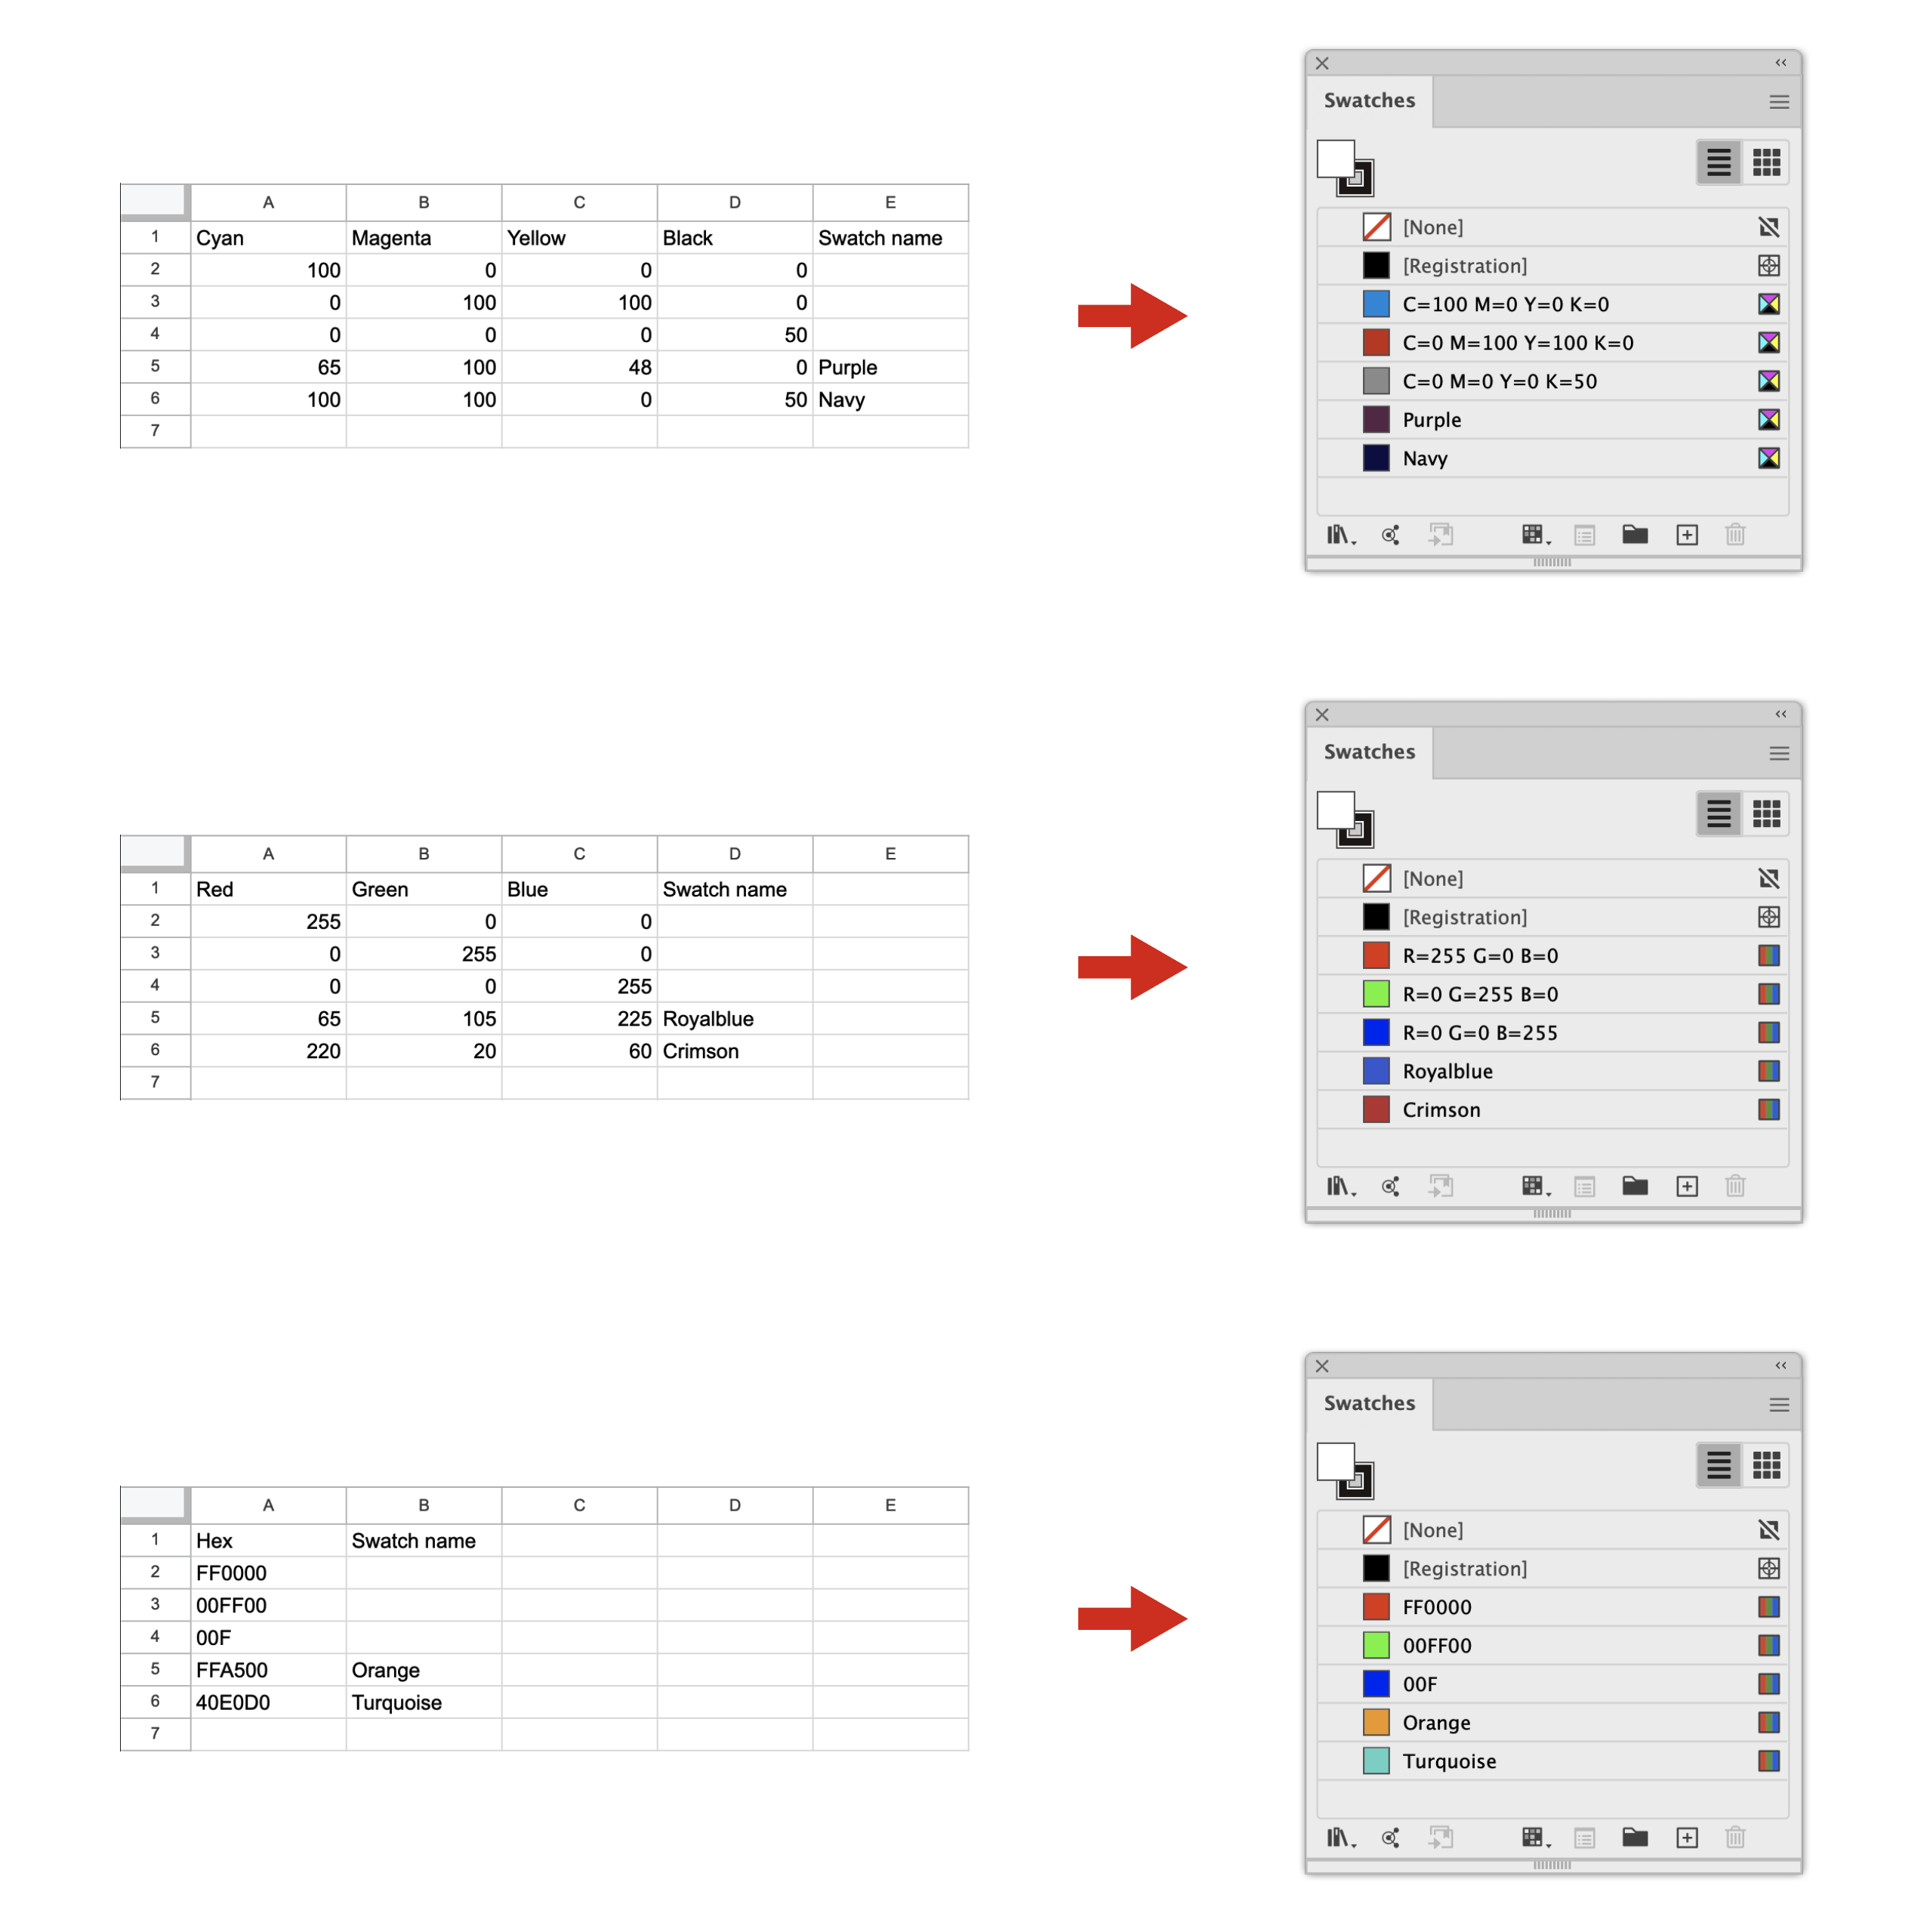 A B C D E
1 Cyan Magenta Yellow Black Swatch name
2 100 0 0 0
3 0 100 100 0
4 0 0 0 50
5 65 100 48 0 Purple
6 100 100 0 50 Navy
7
Swatches
[None]
[Registration]
C=100 M=0 Y=0 K=0
C=0 M=100 Y=100 K=0
C=0 M=0 Y=0 K=50
Purple
Navy
A B C D E
1 Red Green Blue Swatch name
2 255 0 0
3 0 255 0
4 0 0 255
5 65 105 225 Royalblue
6 220 20 60 Crimson
7
Swatches
[None]
[Registration]
R=255 G=0 B=0
R=0 G=255 B=0
R=0 G=0 B=255
Royalblue
Crimson
A B C D E
1 Hex Swatch name
2 FF0000
3 00FF00
4 00F
5 FFA500 Orange
6 40E0D0 Turquoise
7
Swatches
[None]
[Registration]
FF0000
00FF00
00F
Orange
Turquoise